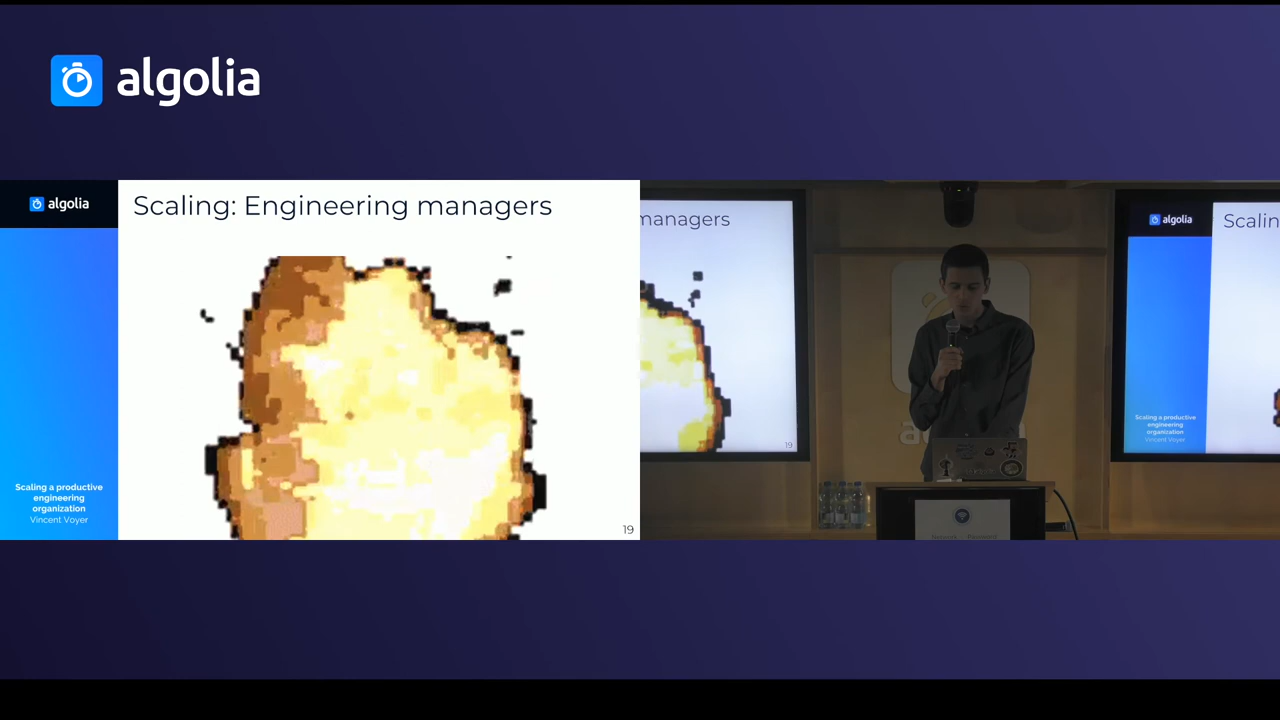 algolia
algolia
Scaling: Engineering managers
Scaling a productive
engineering
organization
Vincent Voyer
19
managers
19
algolia
Scalin
Scaling a productive
engineering
organization
Vincent Voyer